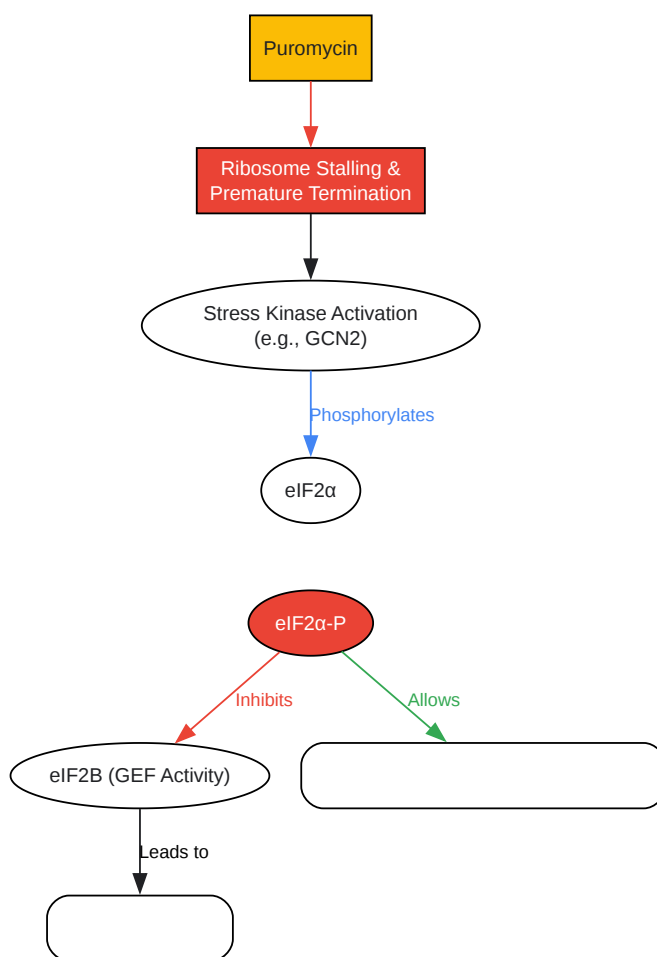 Puromycin
Ribosome Stalling &
Premature Termination
Stress Kinase Activation
(e.g., GCN2)
Phosphorylates
eIF2α
eIF2α-P
Inhibits
Allows
eIF2B (GEF Activity)
Leads to